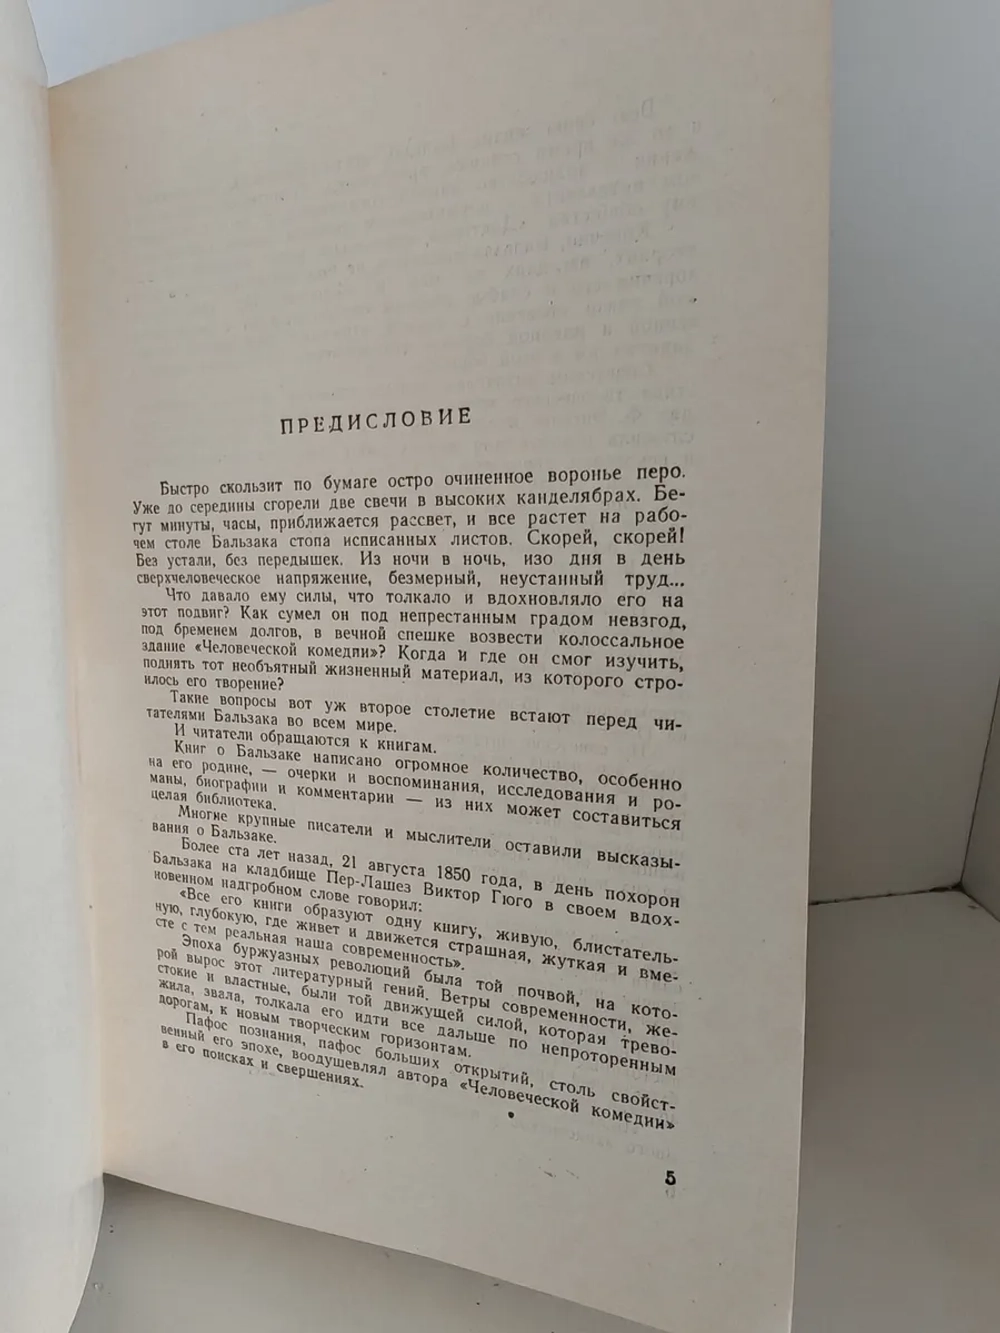 ПРЕДИСЛОВИЕ
Быстро скользит по бумаге остро очиненное воронье перо.
Уже до середины сгорели две свечи в высоких канделябрах. Бе-
гут минуты, часы, приближается рассвет, и все растет на рабо-
чем столе Бальзака стопа исписанных листов. Скорей, скорей!
Без устали, без передышек. Из ночи в ночь, изо дня в день
сверхчеловеческое напряжение, безмерный, неустанный труд...
Что давало ему силы, что толкало и вдохновляло его на
этот подвиг? Как сумел он под непрестанным градом невзгод,
под бременем долгов, в вечной спешке возвести колоссальное
здание «Человеческой комедии»? Когда и где он смог изучить,
поднять тот необъятный жизненный материал, из которого стро-
илось его творение?
Такие вопросы вот уж второе столетие встают перед чи-
тателями Бальзака во всем мире.
И читатели обращаются к книгам.
Книг о Бальзаке написано огромное количество, особенно
на его родине, — очерки и воспоминания, исследования и ро-
маны, биографии и комментарии — из них может составиться
целая библиотека.
Многие крупные писатели и мыслители оставили высказы-
вания о Бальзаке.
Более ста лет назад, 21 августа 1850 года, в день похорон
Бальзака на кладбище Пер-Лашез Виктор Гюго в своем вдох-
новенном надгробном слове говорил:
«Все его книги образуют одну книгу, живую, блистатель-
ную, глубокую, где живет и движется страшная, жуткая и вме-
сте с тем реальная наша современность».
Эпоха буржуазных революций была той почвой, на кото-
рой вырос этот литературный гений. Ветры современности, же-
стокие и властные, были той движущей силой, которая трево-
жила, звала, толкала его идти все дальше по непроторенным
дорогам, к новым творческим горизонтам.
Пафос познания, пафос больших открытий, столь свойст-
венный его эпохе, воодушевлял автора «Человеческой комедии»
в его поисках и свершениях.
5